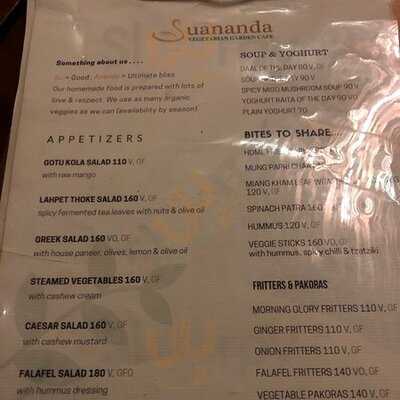 Suananda
VEGETARIAN GARDEN CAFE
Something about us . . . .
Su = Good ; Ananda = Ultimate bliss
Our homemade food is prepared with lots of
love & respect. We use as many organic
veggies as we can (availability by season)
APPETIZERS
GOTU KOLA SALAD 110 V, GF
with raw mango
LAHPET THOKE SALAD 160 V, GF
spicy fermented tea leaves with nuts & olive oil
GREEK SALAD 160 VO, GF
with house paneer, olives, lemon & olive oil
STEAMED VEGETABLES 160 V, GF
with cashew cream
CAESAR SALAD 160 V, GF
with cashew mustard
FALAFEL SALAD 180 V, GFO
with hummus dressing
SOUP & YOGHURT
DAAL OF THE DAY 80 V, GF
SOUP DAY 90 V
SPICY MISO MUSHROOM SOUP 90 V
YOGHURT RAITA OF THE DAY 90 VO
PLAIN YOGHURT 70
BITES TO SHARE....
MUNG PAPRI CHAAT
MIANG KHAM LEAF
120 V, GF
SPINACH PATRA 160
HUMMUS 120 V, GF
VEGGIE STICKS 160 VO, GF
with hummus, spicy chilli & tzatziki
FRITTERS & PAKORAS
MORNING GLORY FRITTERS 110 V, GF
GINGER FRITTERS 110 V, GF
ONION FRITTERS 110 V, GF
FALAFEL FRITTERS 140 VO, GF
VEGETABLE PAKORAS 140 V, GF